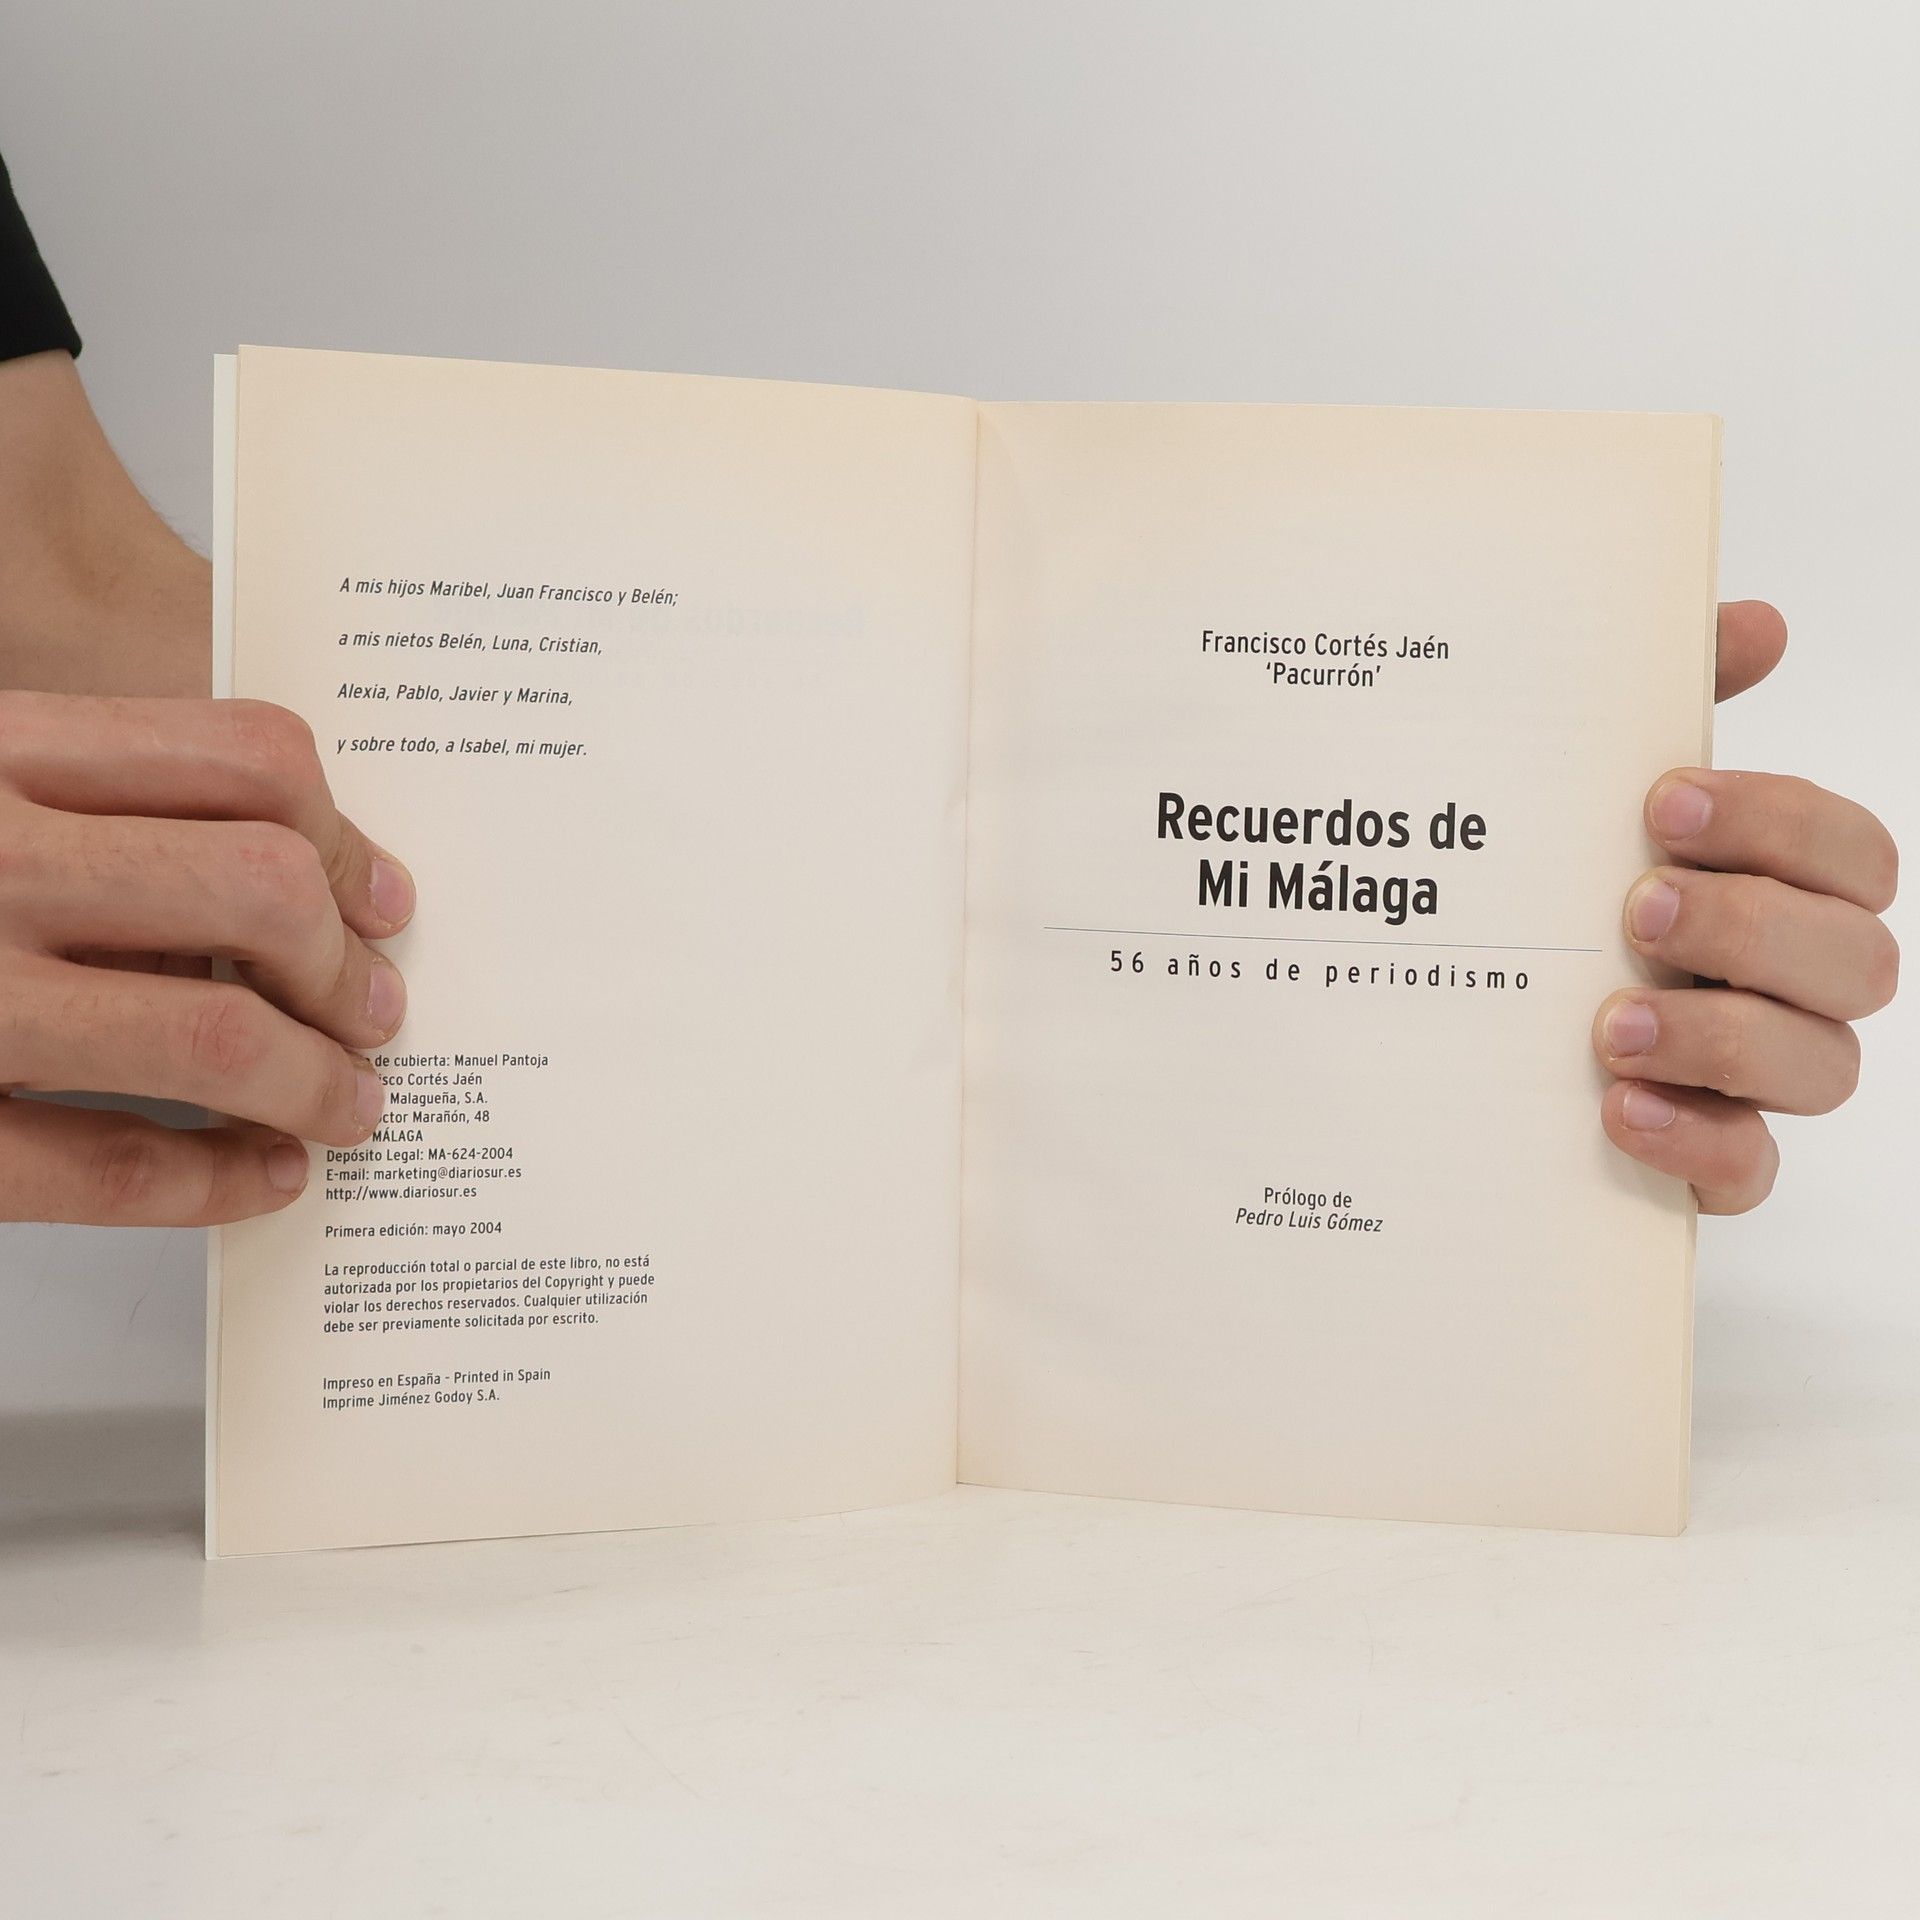 A mis hijos Maribel, Juan Francisco y Belén;
a mis nietos Belén, Luna, Cristian,
Alexia, Pablo, Javier y Marina,
y sobre todo, a Isabel, mi mujer.
de cubierta: Manuel Pantoja
Cortés Jaén
Malagueña, S.A.
Marañón, 48
MÁLAGA
Depósito Legal: MA-624-2004
E-mail: marketing@diariosur.es
http://www.diariosur.es
Primera edición: mayo 2004
La reproducción total o parcial de este libro, no está
autorizada por los propietarios del Copyright y puede
violar los derechos reservados. Cualquier utilización
debe ser previamente solicitada por escrito.
Impreso en España - Printed in Spain
Imprime Jiménez Godoy S.A.
Francisco Cortés Jaén
‘Pacurrón’
Recuerdos de
Mi Málaga
56 años de periodismo
Prólogo de
Pedro Luis Gómez